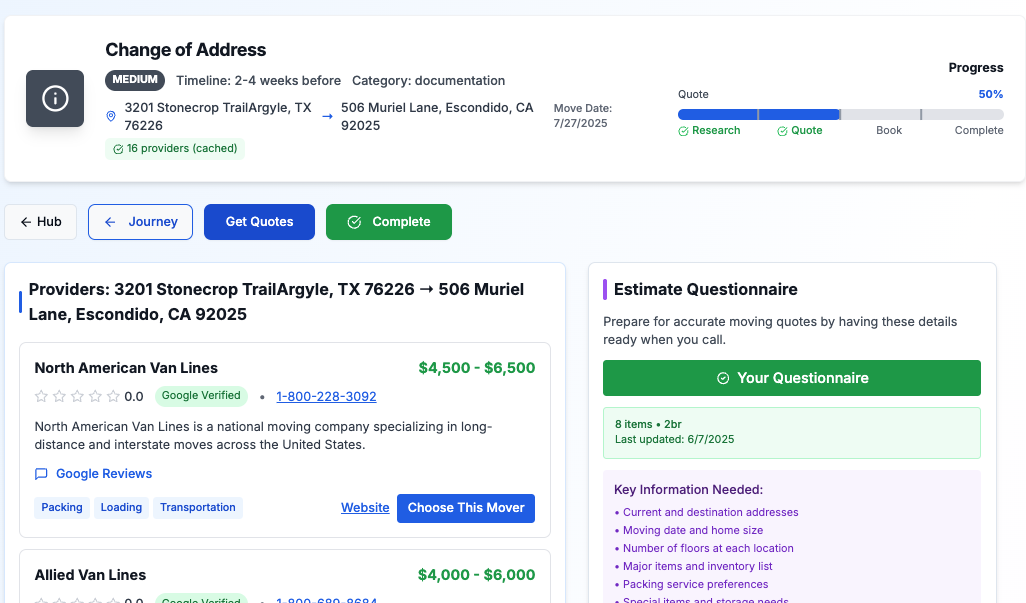 Change of Address
MEDIUM Timeline: 2-4 weeks before Category: documentation
3201 Stonecrop TrailArgyle, TX
76226
→
506 Muriel Lane, Escondido, CA
92025
Move Date:
7/27/2025
16 providers (cached)
Progress
Quote 50%
Research Quote Book Complete
← Hub
← Journey
Get Quotes
Complete
Providers: 3201 Stonecrop TrailArgyle, TX 76226 → 506 Muriel
Lane, Escondido, CA 92025
North American Van Lines $4,500 - $6,500
0.0 Google Verified • 1-800-228-3092
North American Van Lines is a national moving company specializing in long-
distance and interstate moves across the United States.
Google Reviews
Packing Loading Transportation Website Choose This Mover
Allied Van Lines $4,000 - $6,000
0.0 Google Verified • 1-800-689-8684
Estimate Questionnaire
Prepare for accurate moving quotes by having these details
ready when you call.
Your Questionnaire
8 items • 2br
Last updated: 6/7/2025
Key Information Needed:
• Current and destination addresses
• Moving date and home size
• Number of floors at each location
• Major items and inventory list
• Packing service preferences
• Special items and storage needs